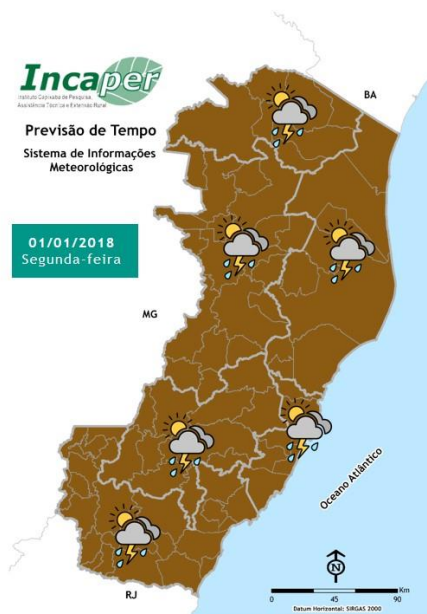 Incaper
Instituto Capixaba de Pesquisa,
Assistência Técnica e Extensão Rural
Previsão de Tempo
Sistema de Informações
Meteorológicas
01/01/2018
Segunda-feira
BA
MG
RJ
Oceano Atlântico
N
Km
0 45 90
Datum Horizontal: SIRGAS 2000